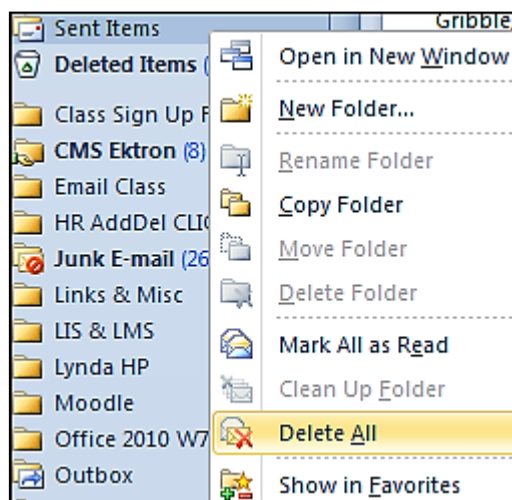 Sent Items
Deleted Items (
Class Sign Up F
CMS Ektron (8)
Email Class
HR AddDel CLI
Junk E-mail (26
Links & Misc
LIS & LMS
Lynda HP
Moodle
Office 2010 W7
Outbox
Gribble,
Open in New Window
New Folder...
Rename Folder
Copy Folder
Move Folder
Delete Folder
Mark All as Read
Clean Up Folder
Delete All
Show in Favorites